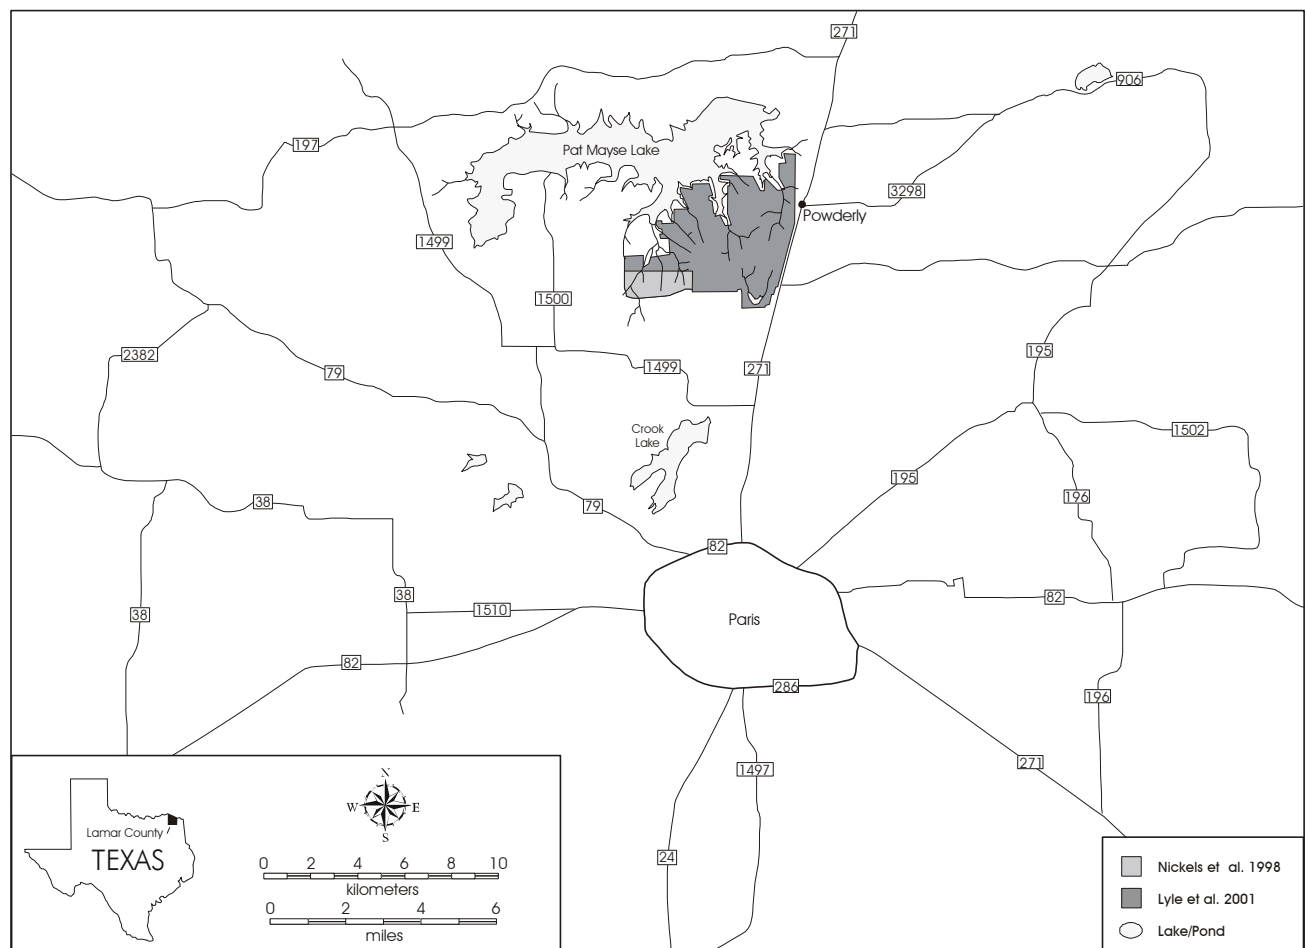 271
906
197
Pat Mayse Lake
3298
Powderly
1499
1500
195
2382
1499
271
79
Crook
Lake
1502
195
196
38
79
82
38
1510
82
38
Paris
82
286
196
271
1497
24
N
W E
S
Lamar County
TEXAS
0 2 4 6 8 10
kilometers
0 2 4 6
miles
Nickels et al. 1998
Lyle et al. 2001
Lake/Pond